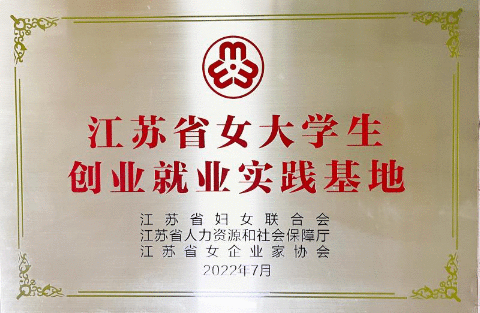 江苏省女大学生
创业就业实践基地
江苏省妇女联合会
江苏省人力资源和社会保障厅
江苏省女企业家协会
2022年7月